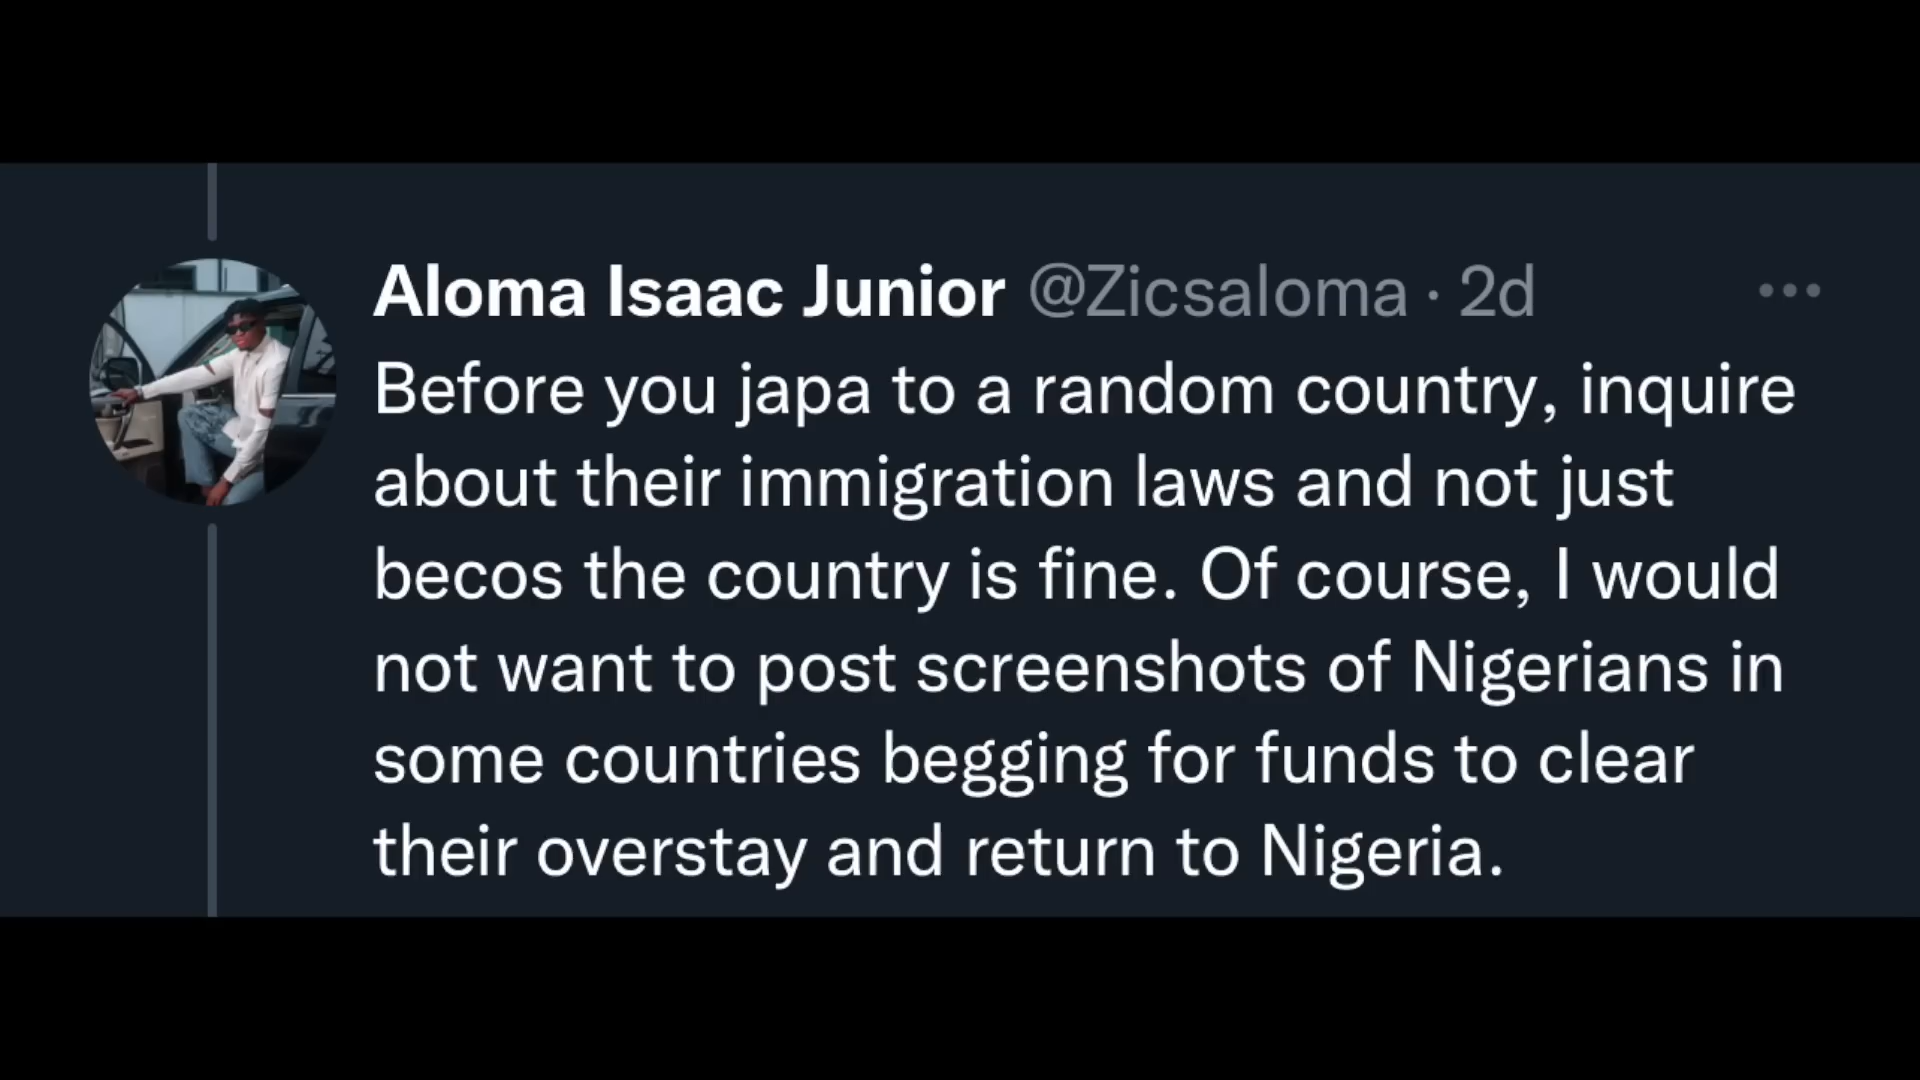 Aloma Isaac Junior @Zicsaloma · 2d
Before you japa to a random country, inquire
about their immigration laws and not just
becos the country is fine. Of course, I would
not want to post screenshots of Nigerians in
some countries begging for funds to clear
their overstay and return to Nigeria.